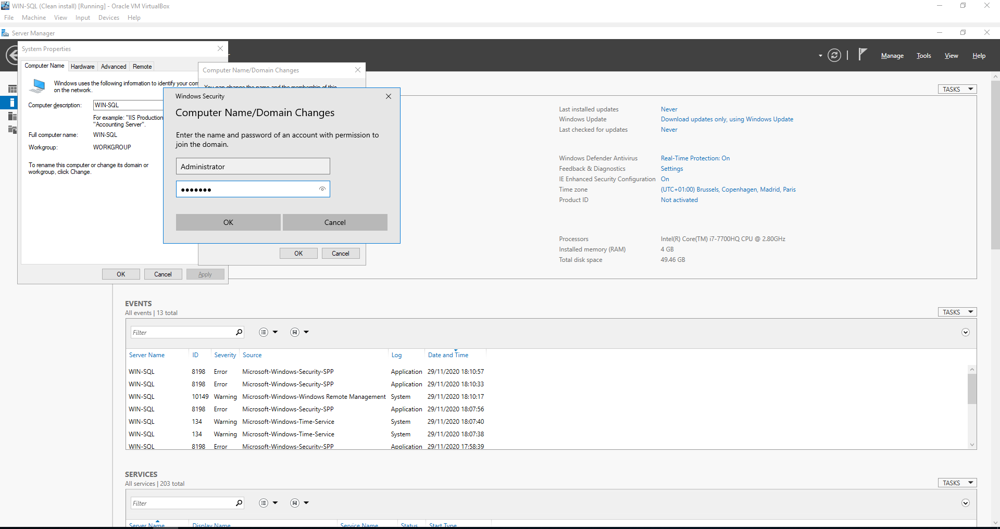 WIN-SQL (Clean install) [Running] - Oracle VM VirtualBox
File Machine View Input Devices Help
Server Manager
Manage Tools View Help
System Properties
Computer Name Hardware Advanced Remote
Windows uses the following information to identify your com
on the network.
Computer description: WIN-SQL
For example: "IIS Production
"Accounting Server".
Full computer name: WIN-SQL
Workgroup: WORKGROUP
To rename this computer or change its domain or
workgroup, click Change.
OK Cancel Apply
Computer Name/Domain Changes
You can change the name and the membership of this
OK Cancel
Windows Security
Computer Name/Domain Changes
Enter the name and password of an account with permission to
join the domain.
Administrator
●●●●●●●
OK Cancel
TASKS
Last installed updates Never
Windows Update Download updates only, using Windows Update
Last checked for updates Never
Windows Defender Antivirus Real-Time Protection: On
Feedback & Diagnostics Settings
IE Enhanced Security Configuration On
Time zone (UTC+01:00) Brussels, Copenhagen, Madrid, Paris
Product ID Not activated
Processors Intel(R) Core(TM) i7-7700HQ CPU @ 2.80GHz
Installed memory (RAM) 4 GB
Total disk space 49.46 GB
EVENTS
All events | 13 total
TASKS
Filter
Server Name ID Severity Source Log Date and Time
WIN-SQL 8198 Error Microsoft-Windows-Security-SPP Application 29/11/2020 18:10:57
WIN-SQL 8198 Error Microsoft-Windows-Security-SPP Application 29/11/2020 18:10:33
WIN-SQL 10149 Warning Microsoft-Windows-Windows Remote Management System 29/11/2020 18:10:17
WIN-SQL 8198 Error Microsoft-Windows-Security-SPP Application 29/11/2020 18:07:56
WIN-SQL 134 Warning Microsoft-Windows-Time-Service System 29/11/2020 18:07:40
WIN-SQL 134 Warning Microsoft-Windows-Time-Service System 29/11/2020 18:07:38
WIN-SQL 8198 Error Microsoft-Windows-Security-SPP Application 29/11/2020 17:58:39
SERVICES
All services | 203 total
TASKS
Filter
Server Name Display Name Service Name Status Start Type